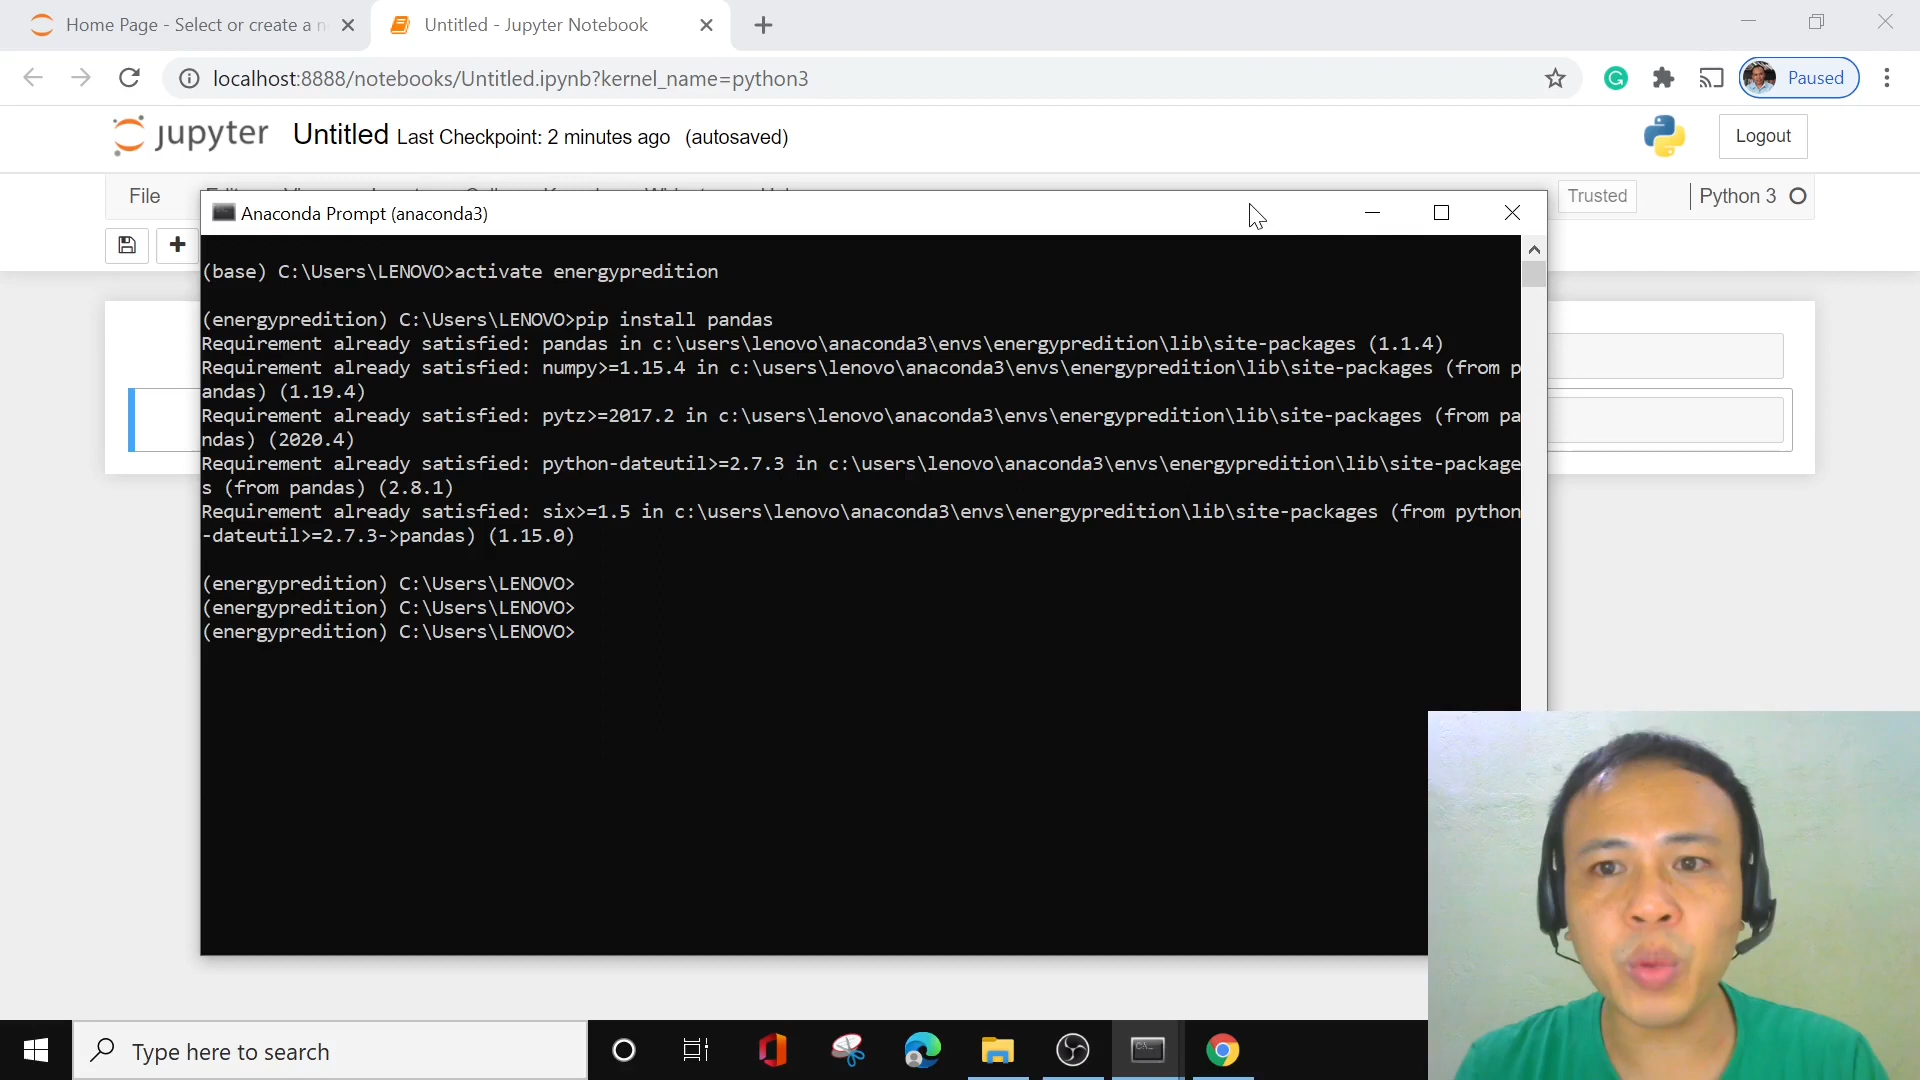 Home Page - Select or create a n
Untitled - Jupyter Notebook
localhost:8888/notebooks/Untitled.ipynb?kernel_name=python3
Paused
jupyter Untitled Last Checkpoint: 2 minutes ago (autosaved)
Logout
File
Trusted
Python 3
Anaconda Prompt (anaconda3)
(base) C:\Users\LENOVO>activate energypredition
(energypredition) C:\Users\LENOVO>pip install pandas
Requirement already satisfied: pandas in c:\users\lenovo\anaconda3\envs\energypredition\lib\site-packages (1.1.4)
Requirement already satisfied: numpy>=1.15.4 in c:\users\lenovo\anaconda3\envs\energypredition\lib\site-packages (from p
andas) (1.19.4)
Requirement already satisfied: pytz>=2017.2 in c:\users\lenovo\anaconda3\envs\energypredition\lib\site-packages (from pa
ndas) (2020.4)
Requirement already satisfied: python-dateutil>=2.7.3 in c:\users\lenovo\anaconda3\envs\energypredition\lib\site-package
s (from pandas) (2.8.1)
Requirement already satisfied: six>=1.5 in c:\users\lenovo\anaconda3\envs\energypredition\lib\site-packages (from python
-dateutil>=2.7.3->pandas) (1.15.0)
(energypredition) C:\Users\LENOVO>
(energypredition) C:\Users\LENOVO>
(energypredition) C:\Users\LENOVO>
Type here to search